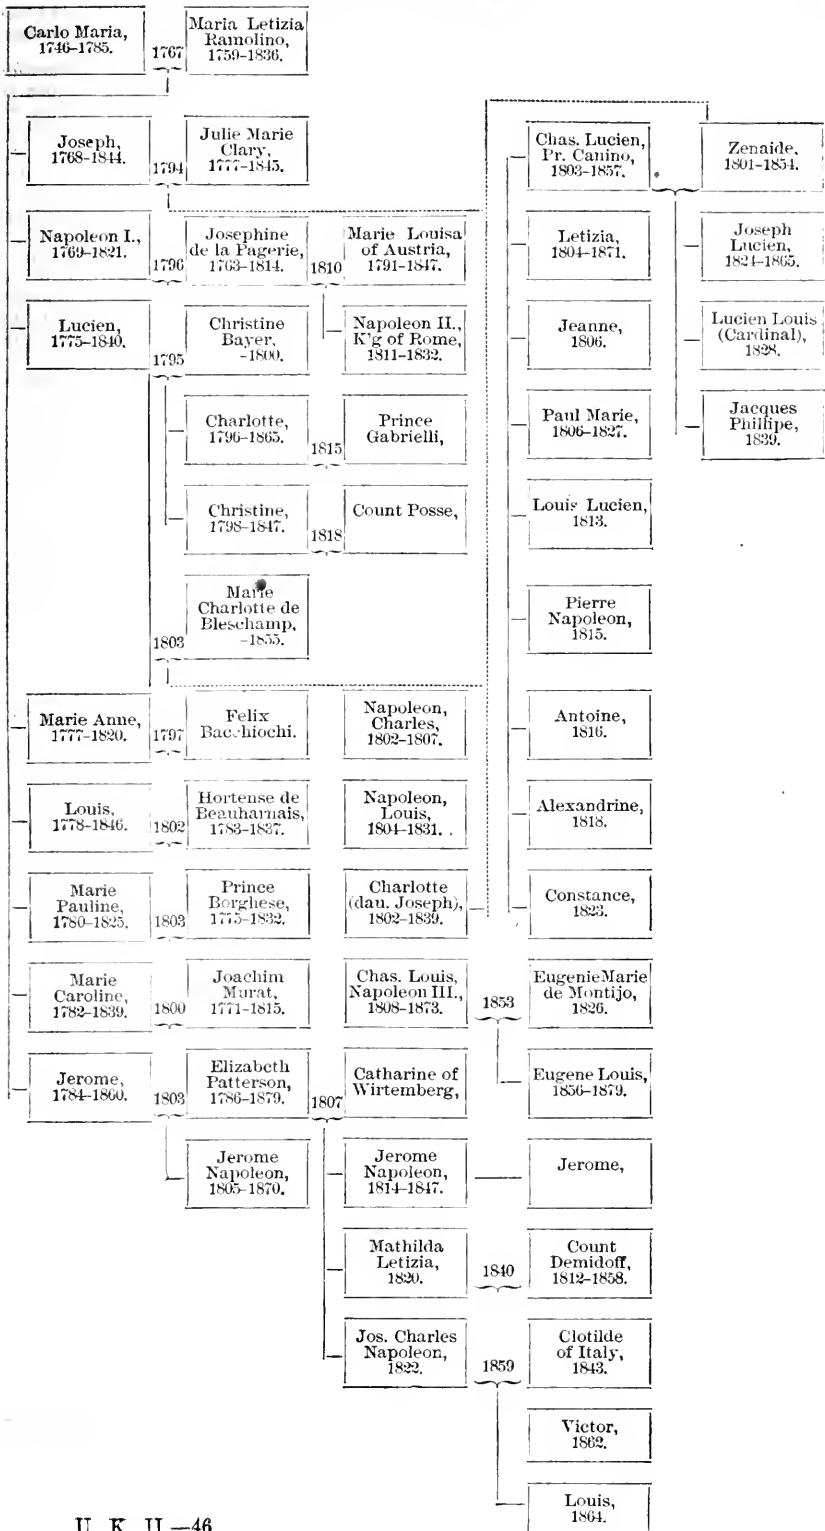 Carlo Maria,
1746-1785.
1767
Maria Letizia
Ramolino,
1759-1836.
Joseph,
1768-1844.
1794
Julie Marie
Clary,
1777-1845.
Napoleon I.,
1769-1821.
1796
Josephine
de la Pagerie,
1763-1814.
1810
Marie Louisa
of Austria,
1791-1847.
Napoleon II.,
K'g of Rome,
1811-1832.
Lucien,
1775-1840.
1795
Christine
Bayer,
-1800.
Charlotte,
1796-1865.
1815
Prince
Gabrielli,
Christine,
1798-1847.
1818
Count Posse,
1803
Marie
Charlotte de
Bleschamp,
-1855.
Marie Anne,
1777-1820.
1797
Felix
Bacchiochi.
Napoleon,
Charles,
1802-1807.
Louis,
1778-1846.
1802
Hortense de
Beauharnais,
1783-1837.
Napoleon,
Louis,
1804-1831.
Marie
Pauline,
1780-1825.
1803
Prince
Borghese,
1775-1832.
Charlotte
(dau. Joseph),
1802-1839.
Marie
Caroline,
1782-1839.
1800
Joachim
Murat,
1771-1815.
Chas. Louis,
Napoleon III.,
1808-1873.
1853
Eugenie Marie
de Montijo,
1826.
Eugene Louis,
1856-1879.
Jerome,
1784-1860.
1803
Elizabeth
Patterson,
1786-1879.
1807
Catharine of
Wirtemberg,
Jerome
Napoleon,
1805-1870.
Jerome
Napoleon,
1814-1847.
Jerome,
Mathilda
Letizia,
1820.
1840
Count
Demidoff,
1812-1858.
Jos. Charles
Napoleon,
1822.
1859
Clotilde
of Italy,
1843.
Victor,
1862.
Louis,
1864.
Chas. Lucien,
Pr. Canino,
1803-1857.
Zenaide,
1801-1854.
Letizia,
1804-1871.
Joseph
Lucien,
1824-1865.
Jeanne,
1806.
Lucien Louis
(Cardinal),
1828.
Paul Marie,
1806-1827.
Jacques
Phillipe,
1839.
Louis Lucien,
1813.
Pierre
Napoleon,
1815.
Antoine,
1816.
Alexandrine,
1818.
Constance,
1823.
U. K. II.—46